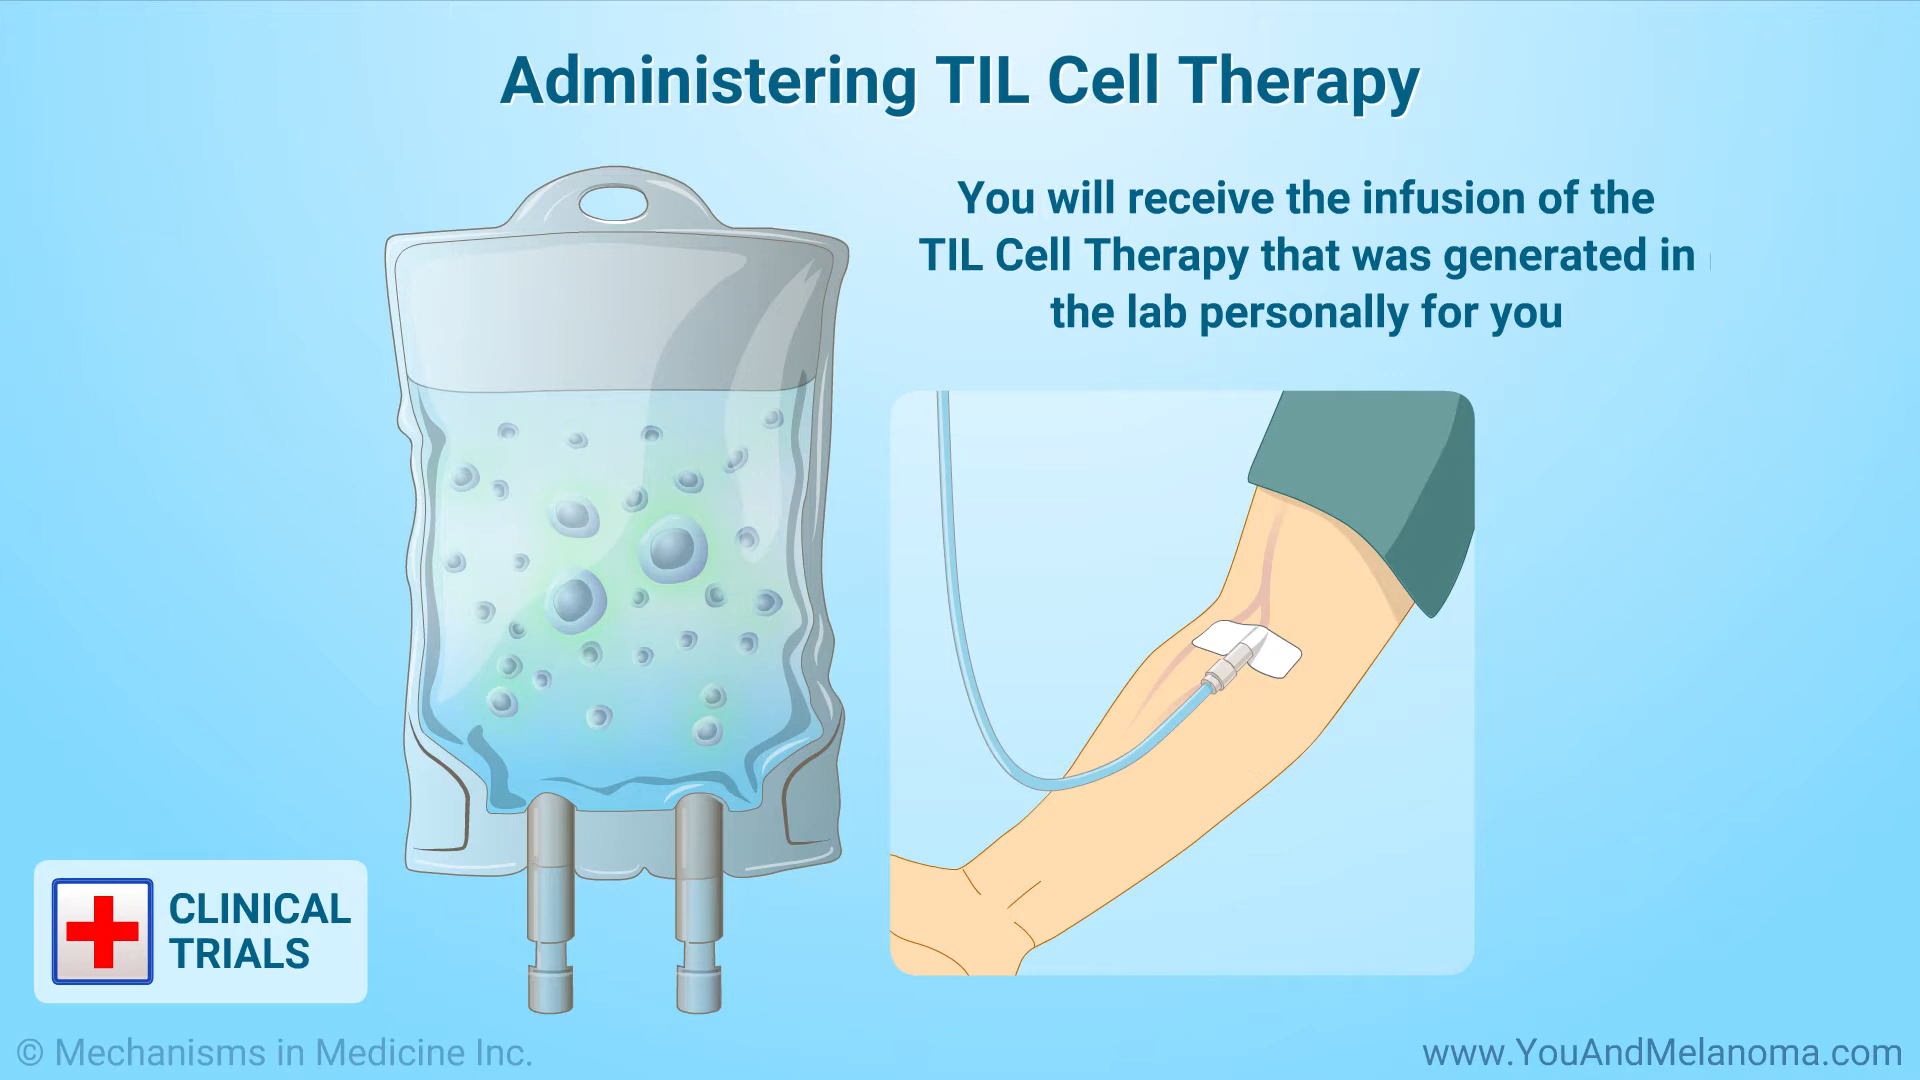 Administering TIL Cell Therapy
You will receive the infusion of the
TIL Cell Therapy that was generated in
the lab personally for you
CLINICAL
TRIALS
© Mechanisms in Medicine Inc.
www.YouAndMelanoma.com